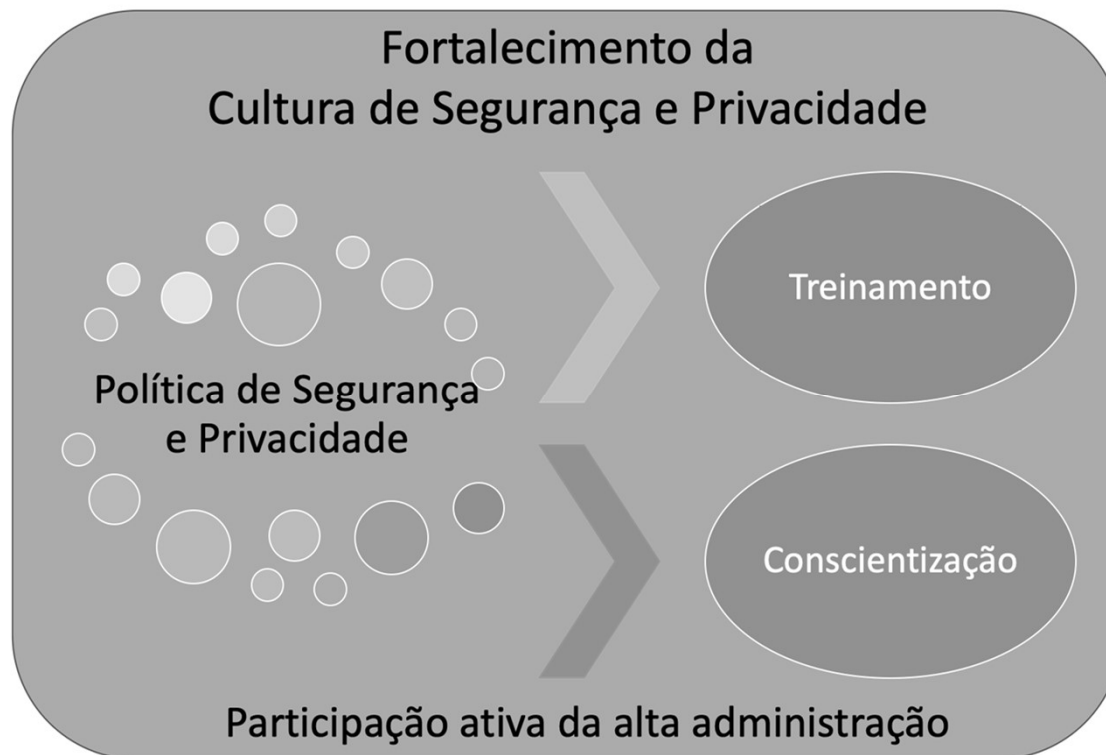 Fortalecimento da
Cultura de Segurança e Privacidade
Política de Segurança
e Privacidade
Treinamento
Conscientização
Participação ativa da alta administração